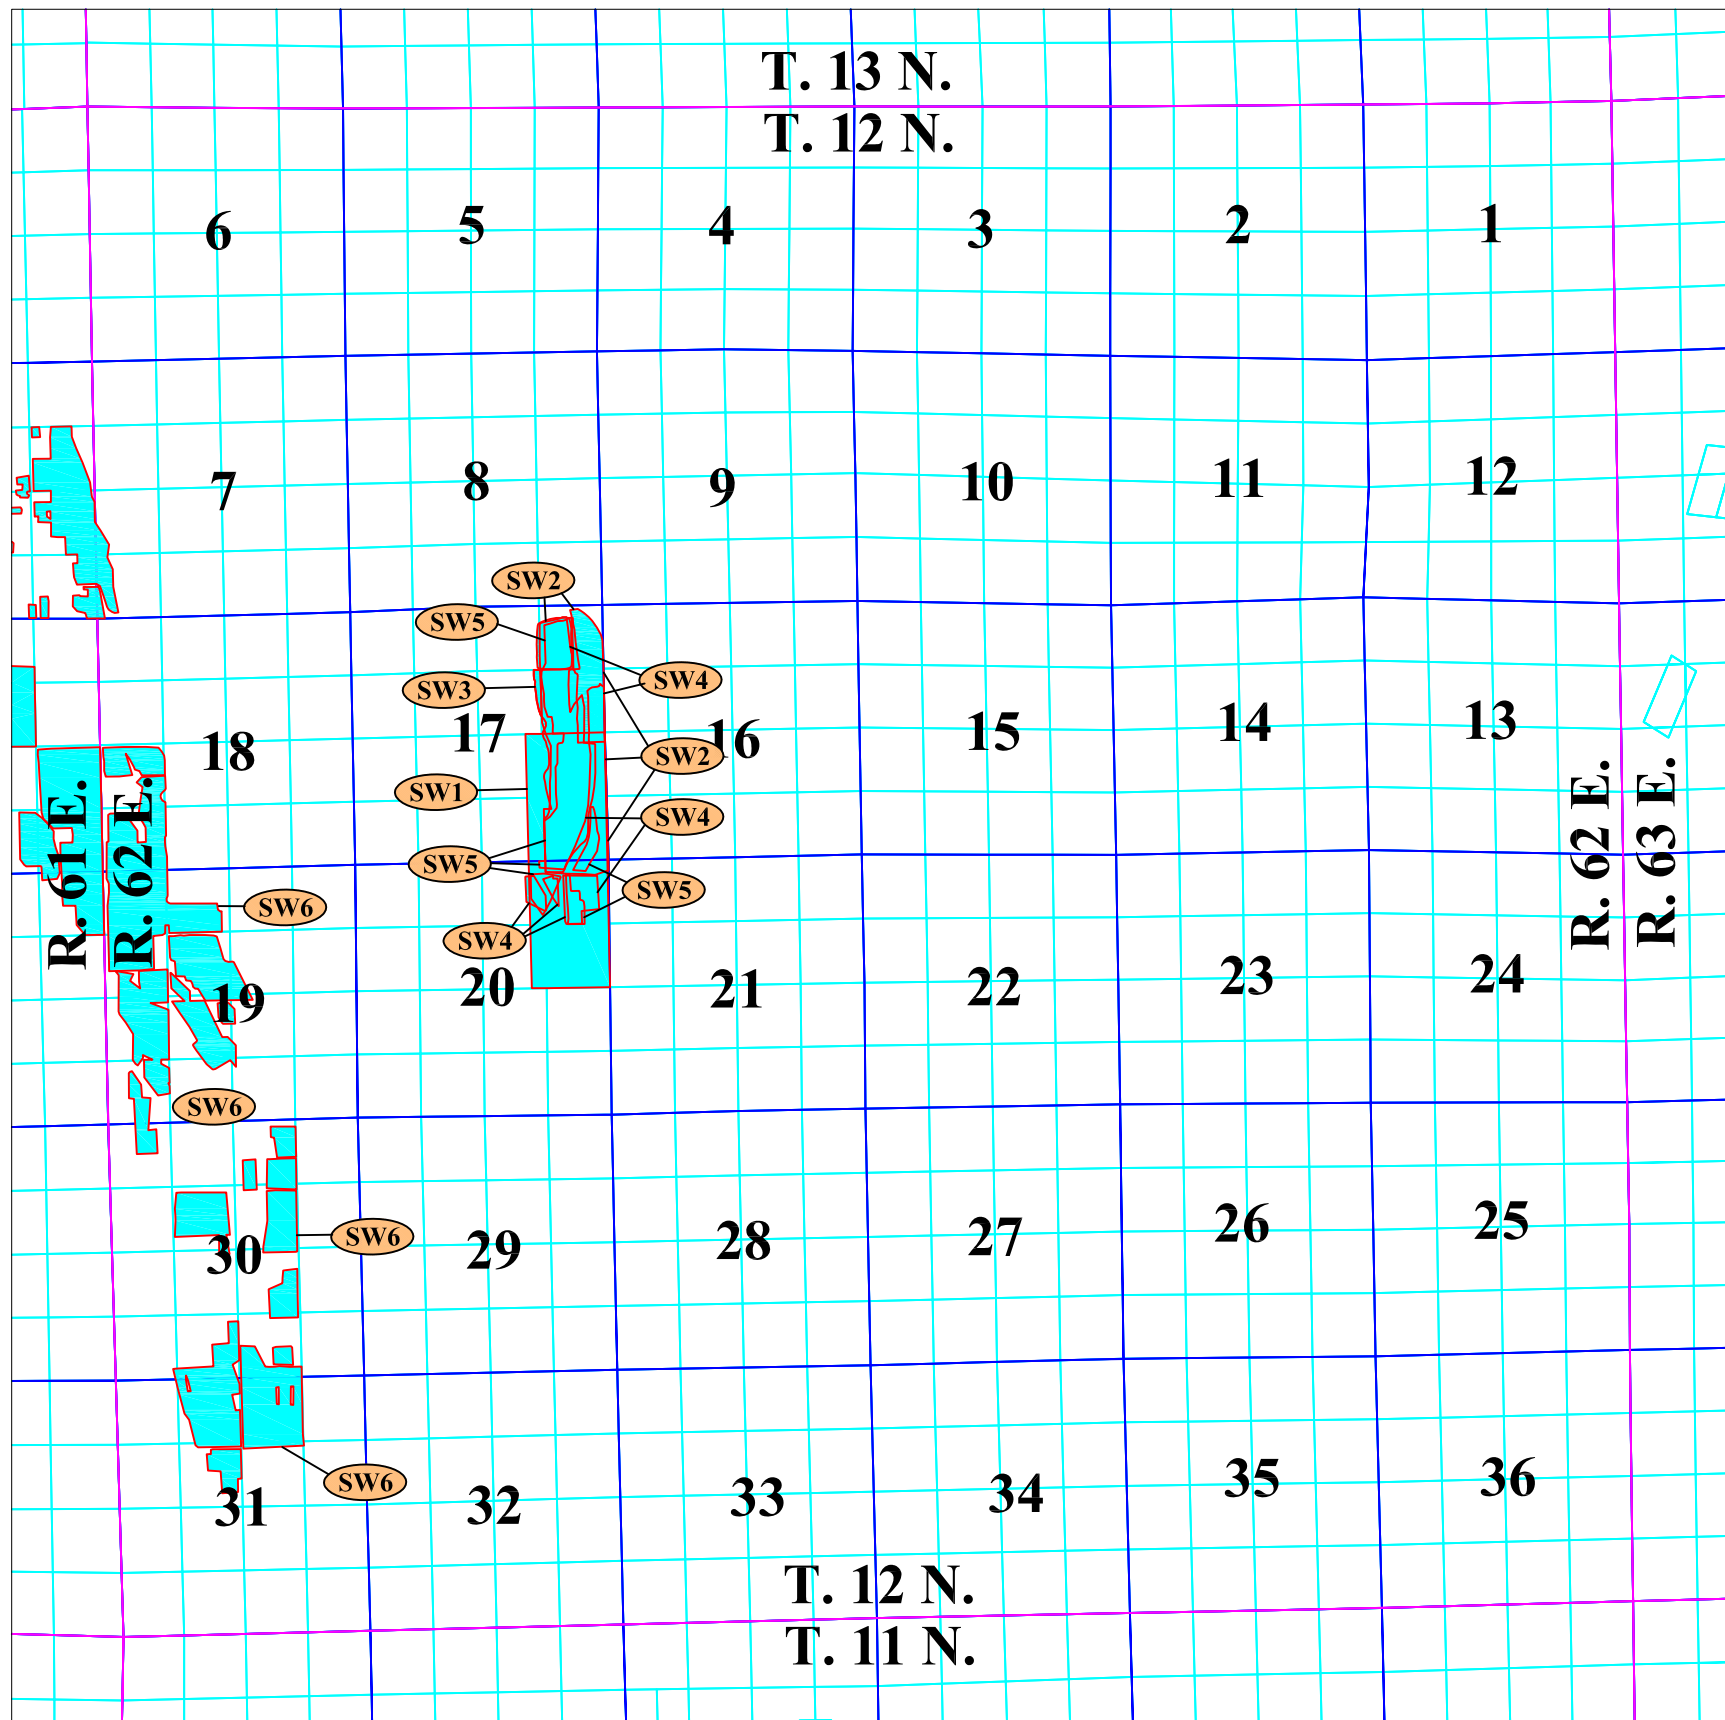 T. 13 N.
T. 12 N.
6 5 4 3 2 1
7 8 9 10 11 12
SW2
SW5
SW4
SW3
18 17 16 15 14 13
SW2
SW1
SW4
R. 61 E.
R. 62 E.
R. 62 E.
R. 63 E.
SW5
SW5
SW6
SW4
19 20 21 22 23 24
SW6
30 29 28 27 26 25
SW6
SW6
31 32 33 34 35 36
T. 12 N.
T. 11 N.